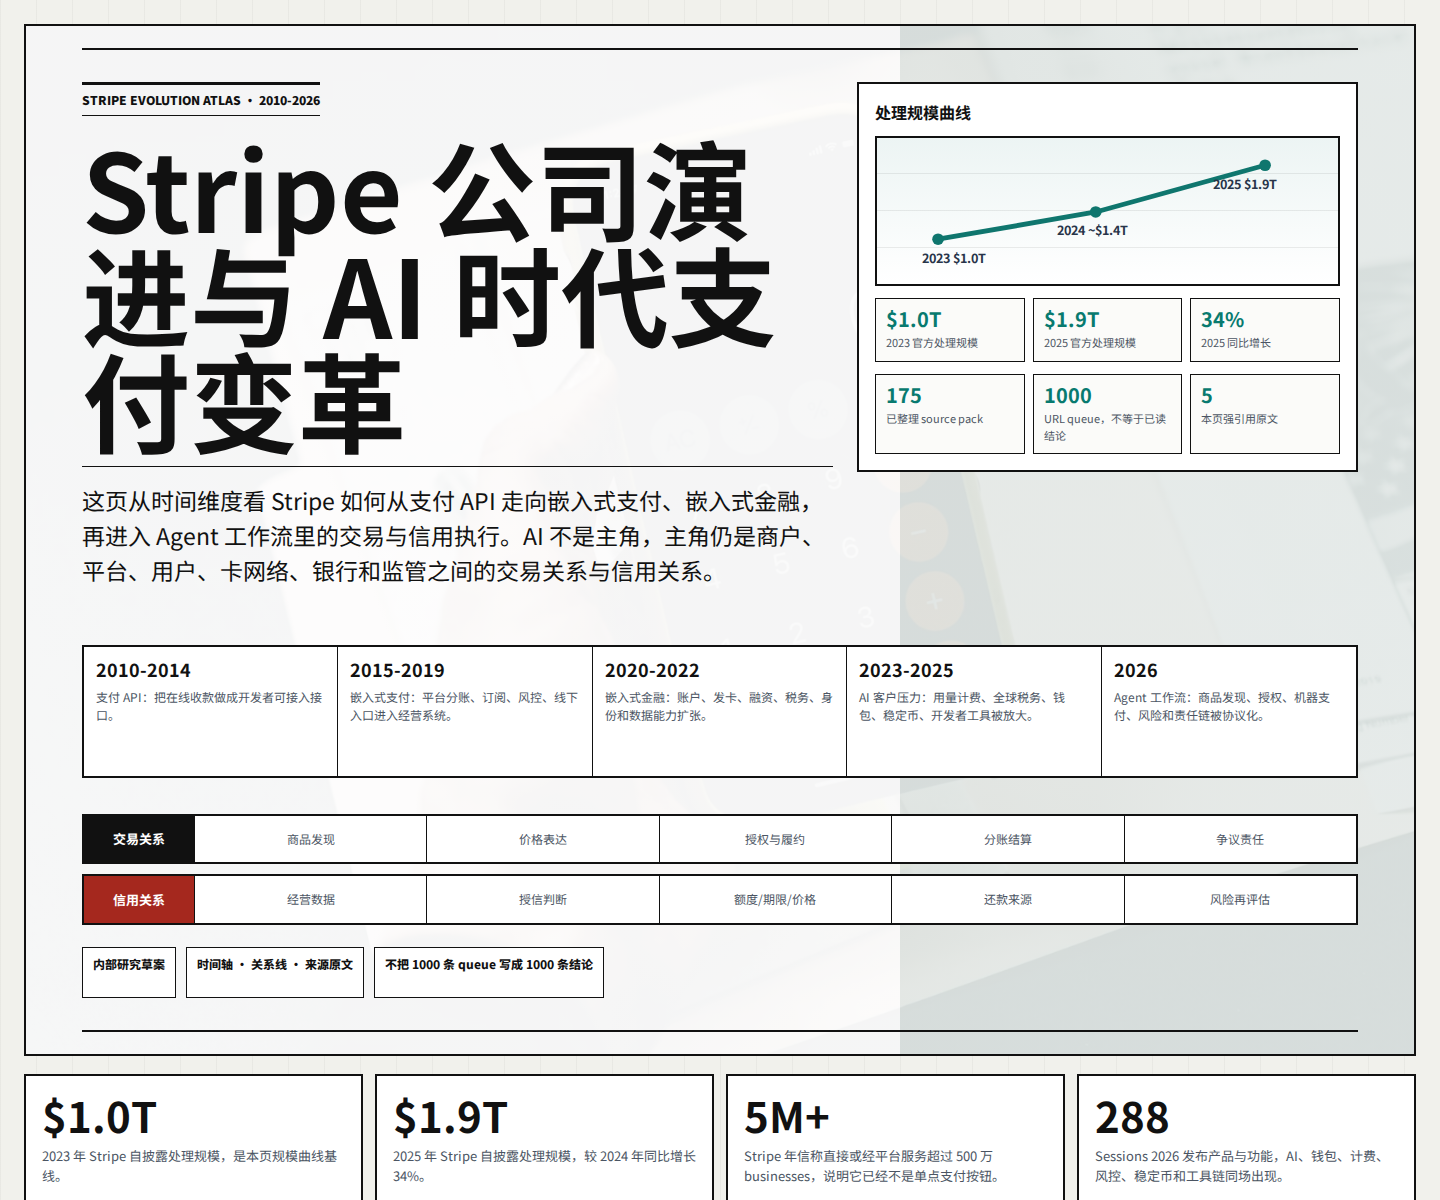 STRIPE EVOLUTION ATLAS • 2010-2026
Stripe 公司演
进与 AI 时代支
付变革
这页从时间维度看 Stripe 如何从支付 API 走向嵌入式支付、嵌入式金融，
再进入 Agent 工作流里的交易与信用执行。AI 不是主角，主角仍是商户、
平台、用户、卡网络、银行和监管之间的交易关系与信用关系。
处理规模曲线
2025 $1.9T
2024 ~$1.4T
2023 $1.0T
$1.0T
2023 官方处理规模
$1.9T
2025 官方处理规模
34%
2025 同比增长
175
已整理 source pack
1000
URL queue，不等于已读
结论
5
本页强引用原文
2010-2014
支付 API：把在线收款做成开发者可接入接
口。
2015-2019
嵌入式支付：平台分账、订阅、风控、线下
入口进入经营系统。
2020-2022
嵌入式金融：账户、发卡、融资、税务、身
份和数据能力扩张。
2023-2025
AI 客户压力：用量计费、全球税务、钱
包、稳定币、开发者工具被放大。
2026
Agent 工作流：商品发现、授权、机器支
付、风险和责任链被协议化。
交易关系
商品发现
价格表达
授权与履约
分账结算
争议责任
信用关系
经营数据
授信判断
额度/期限/价格
还款来源
风险再评估
内部研究草案
时间轴 • 关系线 • 来源原文
不把 1000 条 queue 写成 1000 条结论
$1.0T
2023 年 Stripe 自披露处理规模，是本页规模曲线基
线。
$1.9T
2025 年 Stripe 自披露处理规模，较 2024 年同比增长
34%。
5M+
Stripe 年信称直接或经平台服务超过 500 万
businesses，说明它已经不是单点支付按钮。
288
Sessions 2026 发布产品与功能，AI、钱包、计费、
风控、稳定币和工具链同场出现。